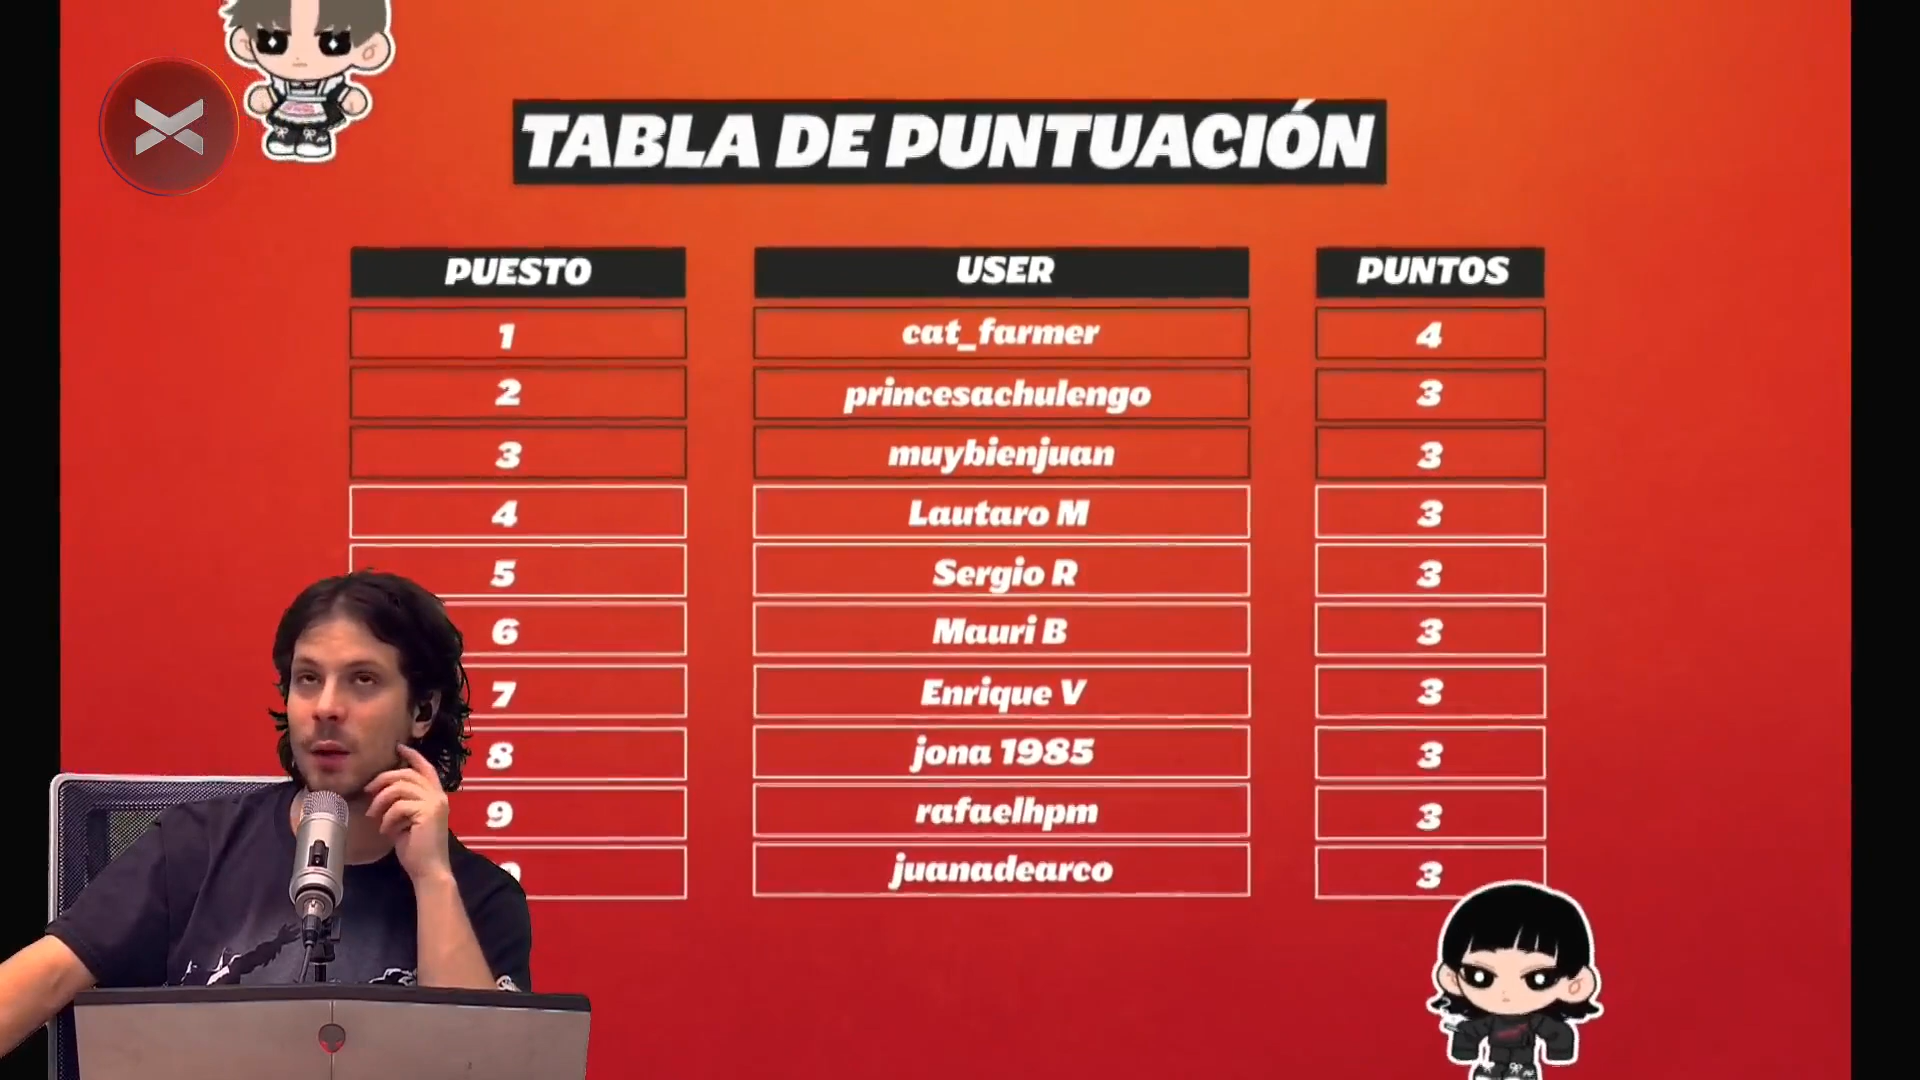 TABLA DE PUNTUACIÓN
PUESTO USER PUNTOS
1 cat_farmer 4
2 princesachulengo 3
3 muybienjuan 3
4 Lautaro M 3
5 Sergio R 3
6 Mauri B 3
7 Enrique V 3
8 jona 1985 3
9 rafaelhpm 3
juanadearco 3